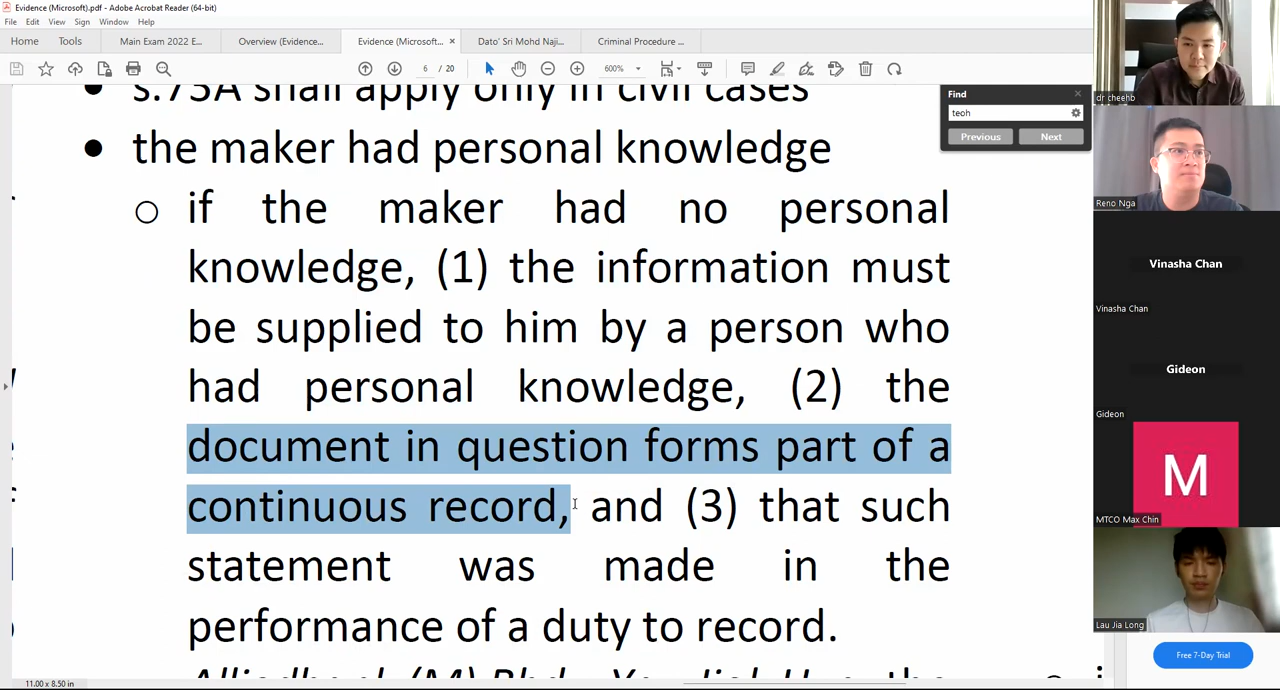 Evidence (Microsoft).pdf - Adobe Acrobat Reader (64-bit)
File Edit View Sign Window Help
Home Tools Main Exam 2022 E... Overview (Evidence... Evidence (Microsoft... × Dato' Sri Mohd Naji... Criminal Procedure ...
6 / 20 600%
Find
teoh
Previous Next
s.73A shall apply only in civil cases
the maker had personal knowledge
if the maker had no personal
knowledge, (1) the information must
be supplied to him by a person who
had personal knowledge, (2) the
document in question forms part of a
continuous record, and (3) that such
statement was made in the
performance of a duty to record.
11.00 x 8.50 in
dr cheehb
Reno Nga
Vinasha Chan
Vinasha Chan
Gideon
Gideon
M
MTCO Max Chin
Lau Jia Long
Free 7-Day Trial